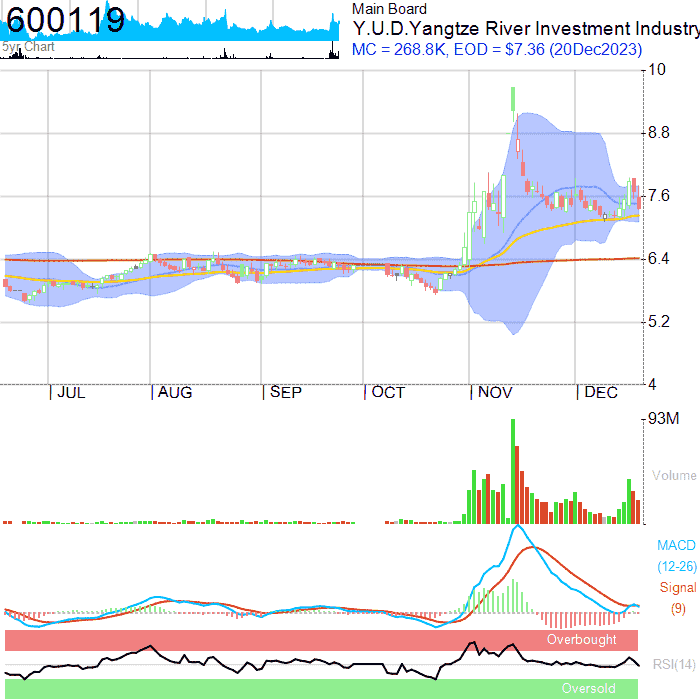 600119
5yr Chart
Main Board
Y.U.D.Yangtze River Investment Industry
MC = 268.8K, EOD = $7.36 (20Dec2023)
10
8.8
7.6
6.4
5.2
4
JUL AUG SEP OCT NOV DEC
93M
Volume
MACD
(12-26)
Signal
(9)
Overbought
RSI(14)
Oversold